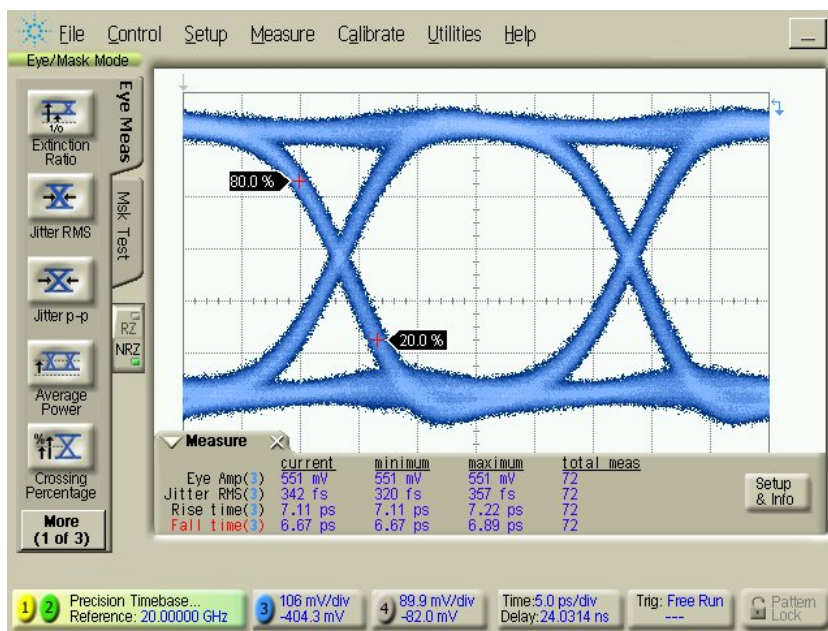 File Control Setup Measure Calibrate Utilities Help
Eye/Mask Mode
Eye Meas
Msk Test
1/0
Extinction
Ratio
Jitter RMS
Jitter p-p
RZ
NRZ
Average
Power
%
Crossing
Percentage
More
(1 of 3)
80.0 %
20.0 %
Measure
current minimum maximum total meas
Eye Amp(3) 551 mV 551 mV 551 mV 72
Jitter RMS(3) 342 fs 320 fs 357 fs 72
Rise time(3) 7.11 ps 7.11 ps 7.22 ps 72
Fall time(3) 6.67 ps 6.67 ps 6.89 ps 72
Setup
& Info
1 2 Precision Timebase...
Reference: 20.00000 GHz
3 106 mV/div
-404.3 mV
4 89.9 mV/div
-82.0 mV
Time:5.0 ps/div
Delay:24.0314 ns
Trig: Free Run
---
Pattern
Lock